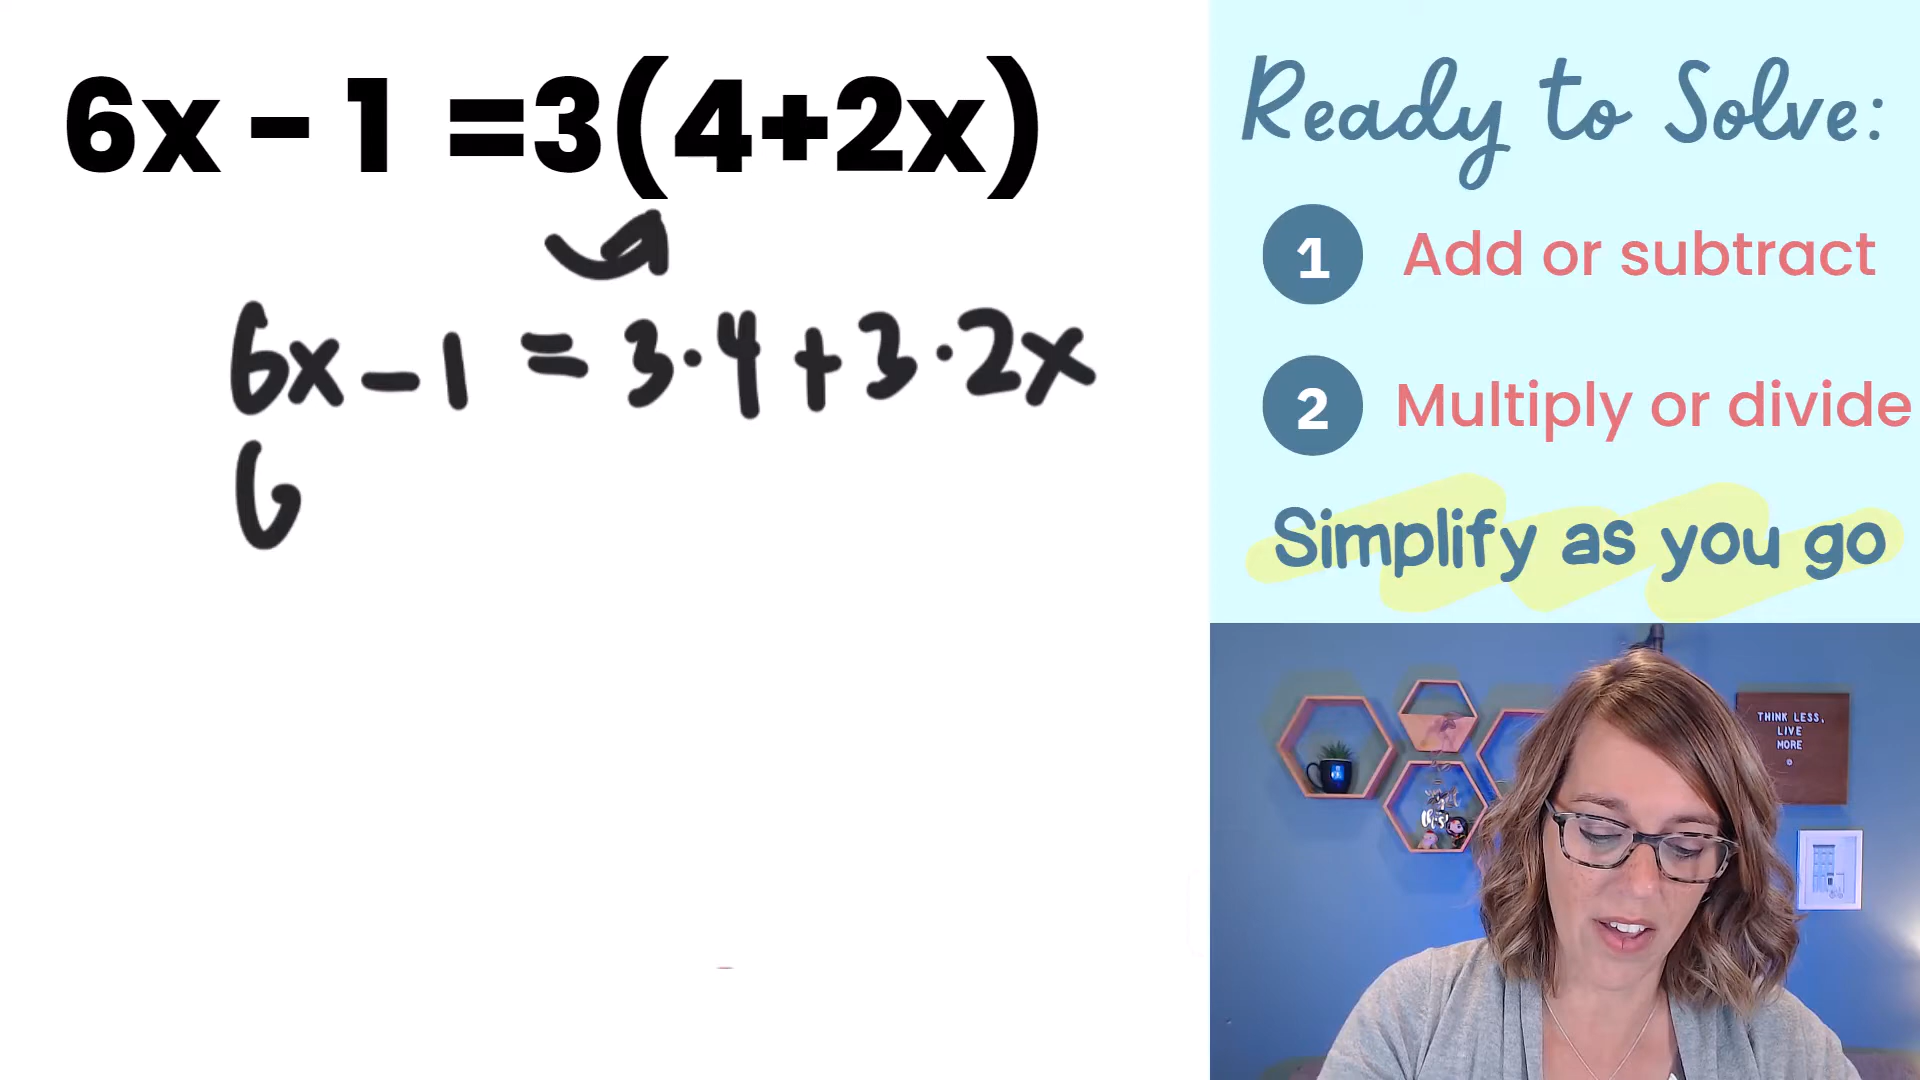 6x - 1 =3(4+2x)
6x - 1 = 3·4 + 3·2x
6
Ready to Solve:
1 Add or subtract
2 Multiply or divide
Simplify as you go
THINK LESS,
LIVE
MORE